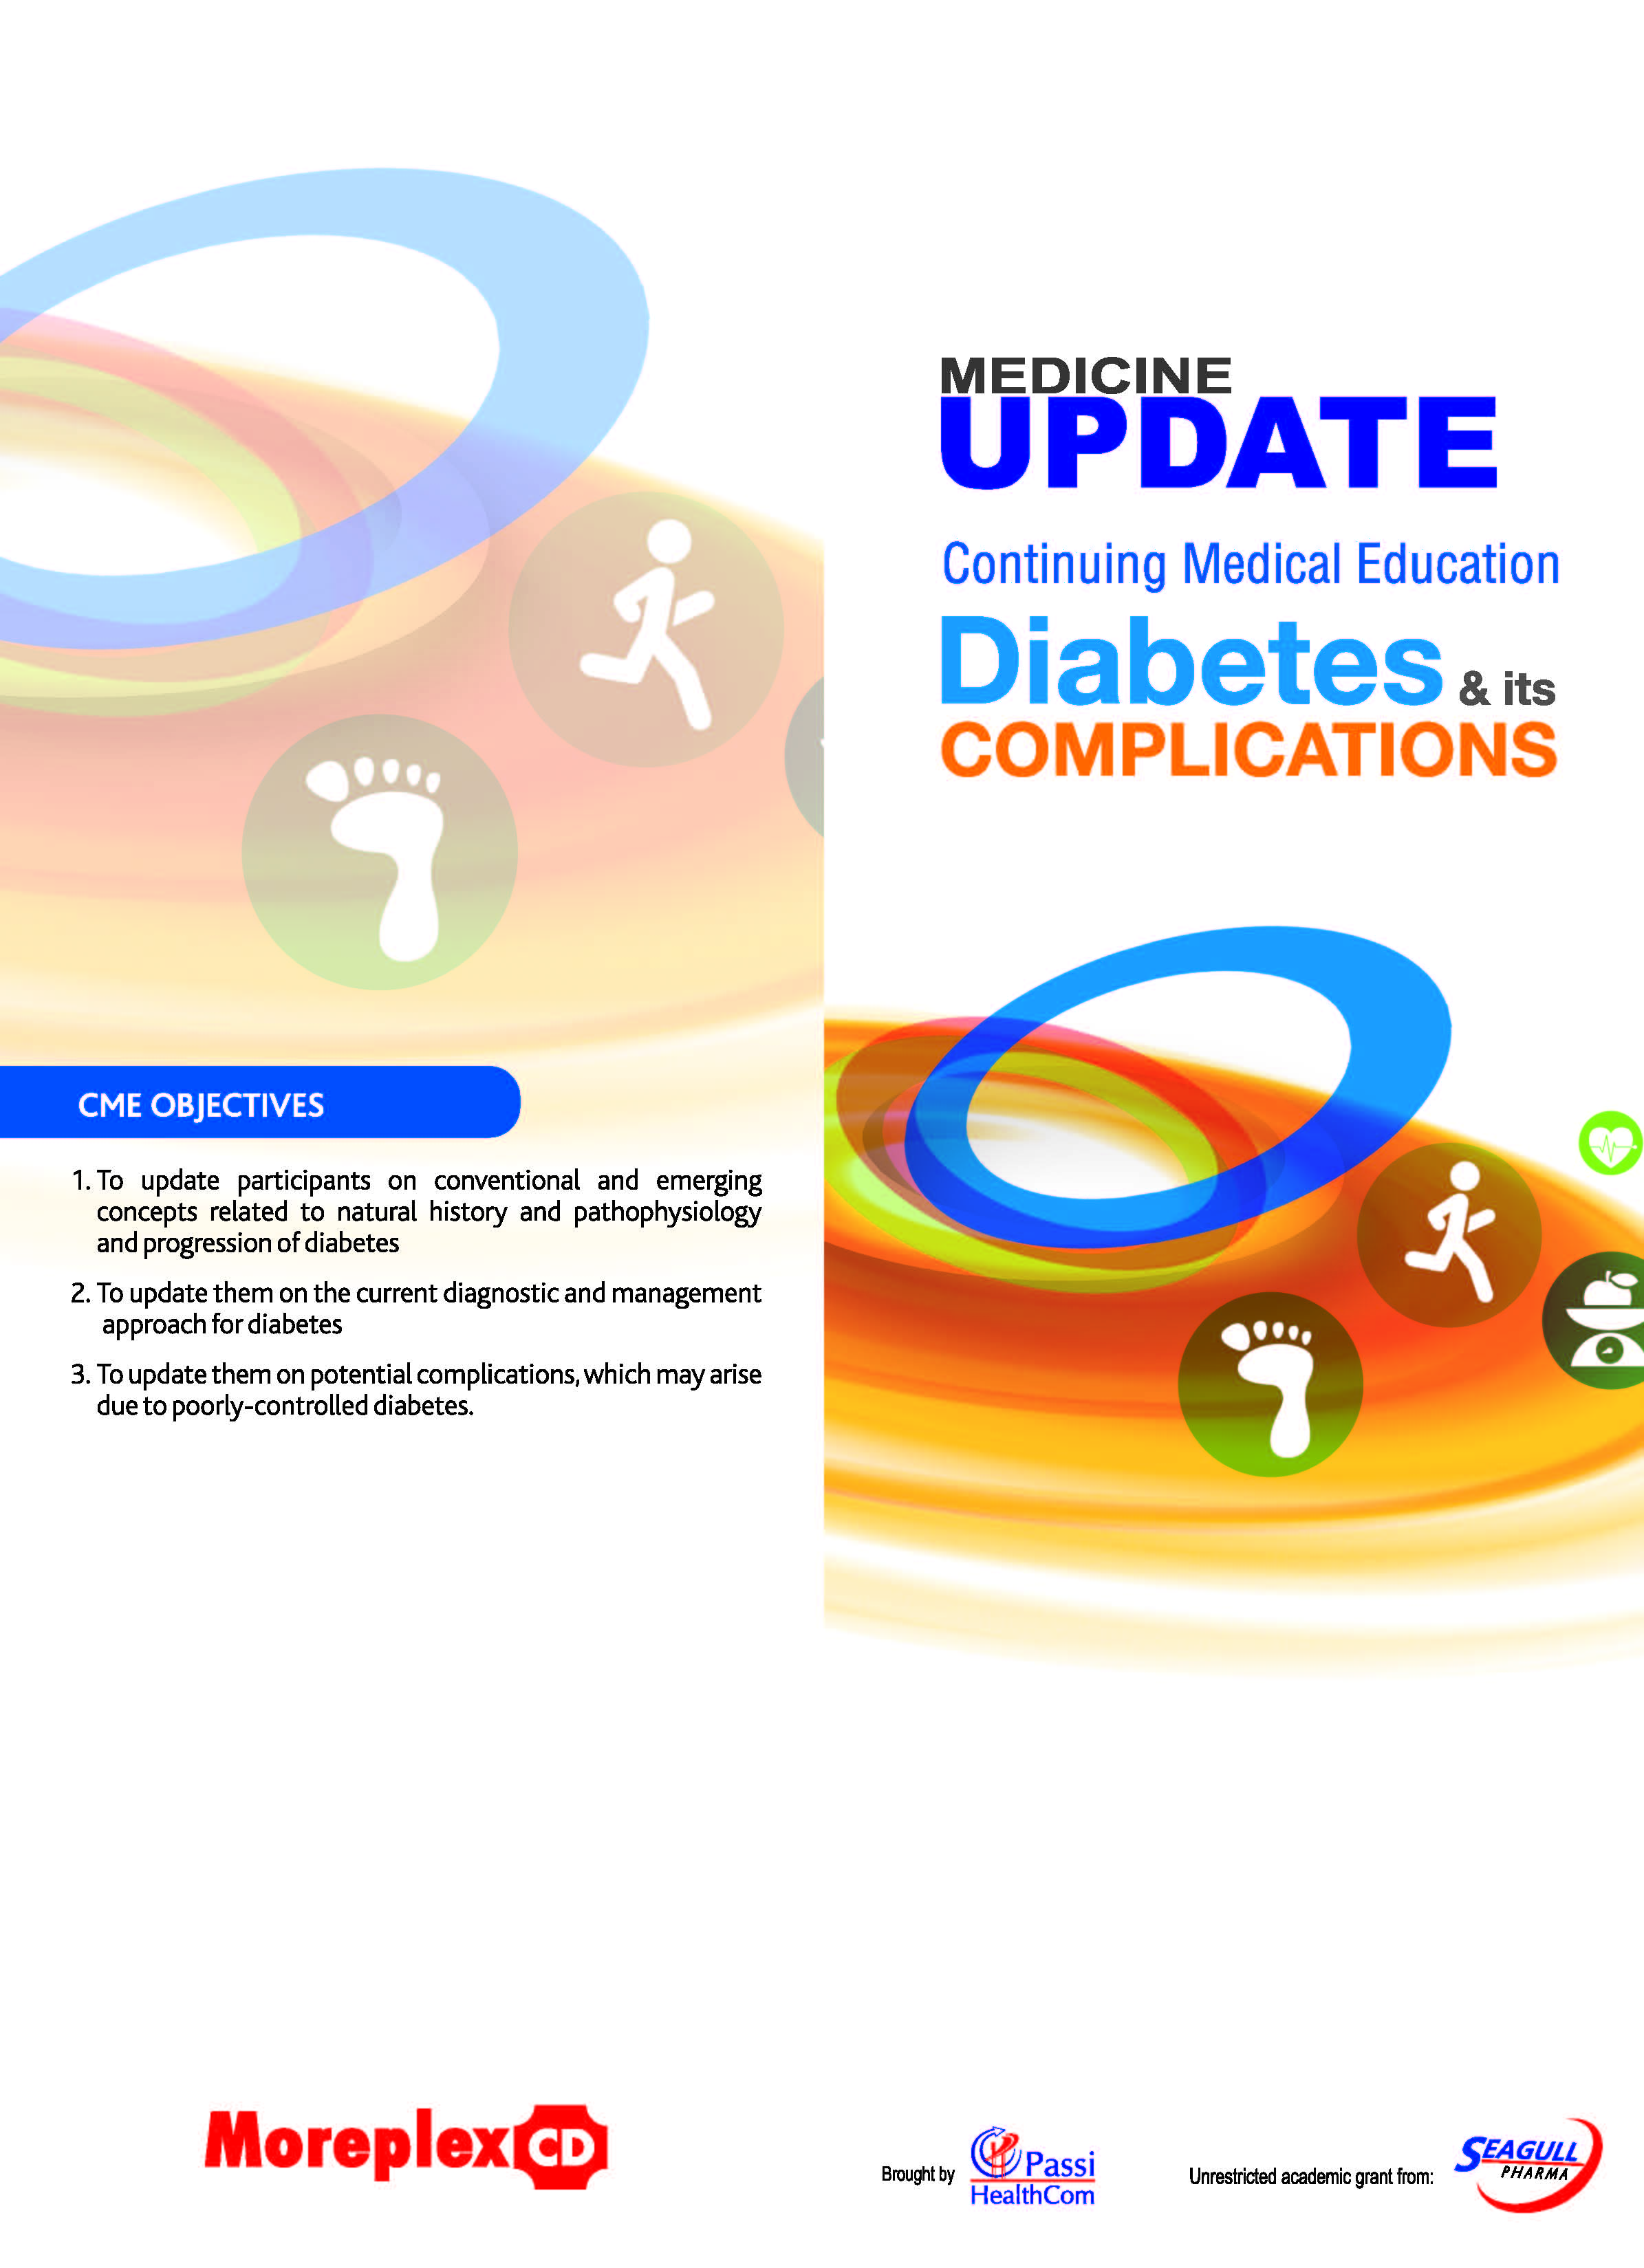 CME OBJECTIVES
1. To update participants on conventional and emerging
concepts related to natural history and pathophysiology
and progression of diabetes
2. To update them on the current diagnostic and management
approach for diabetes
3. To update them on potential complications, which may arise
due to poorly-controlled diabetes.
Moreplex CD
MEDICINE
UPDATE
Continuing Medical Education
Diabetes & its
COMPLICATIONS
Brought by
Passi
HealthCom
Unrestricted academic grant from:
SEAGULL
PHARMA